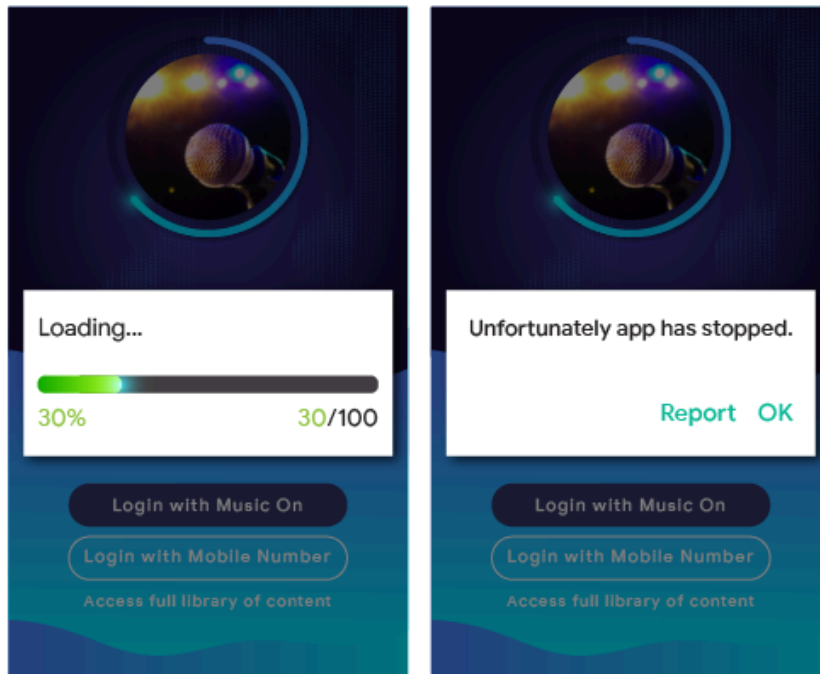 Loading...
30% 30/100
Login with Music On
Login with Mobile Number
Access full library of content
Unfortunately app has stopped.
Report OK
Login with Music On
Login with Mobile Number
Access full library of content